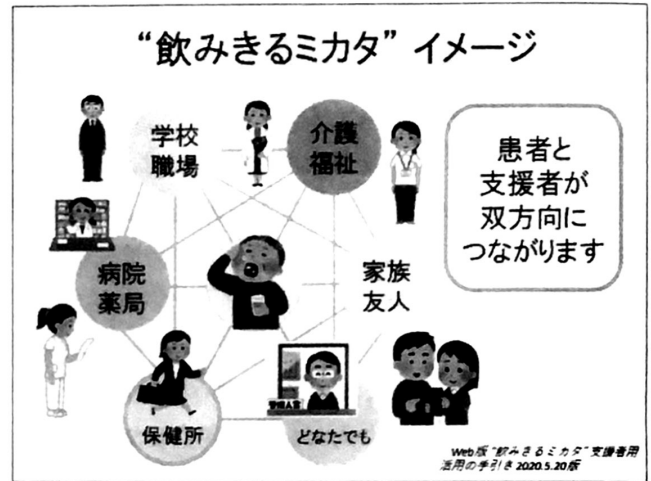 “飲みきるミカタ” イメージ
学校
職場
介護
福祉
患者と
支援者が
双方向に
つながります
病院
薬局
家族
友人
保健所
管理人室
どなたでも
Web版“飲みきるミカタ”支援者用
活用の手引き 2020.5.20版